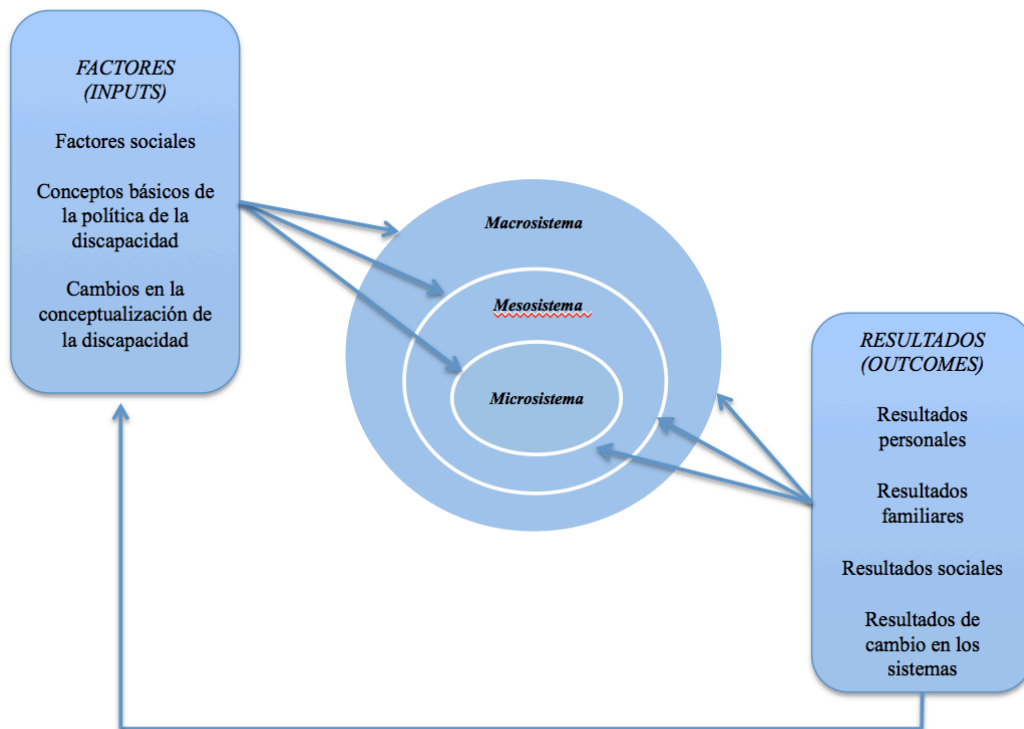 FACTORES
(INPUTS)
Factores sociales
Conceptos básicos de
la política de la
discapacidad
Cambios en la
conceptualización de
la discapacidad
Macrosistema
Mesosistema
Microsistema
RESULTADOS
(OUTCOMES)
Resultados
personales
Resultados
familiares
Resultados sociales
Resultados de
cambio en los
sistemas